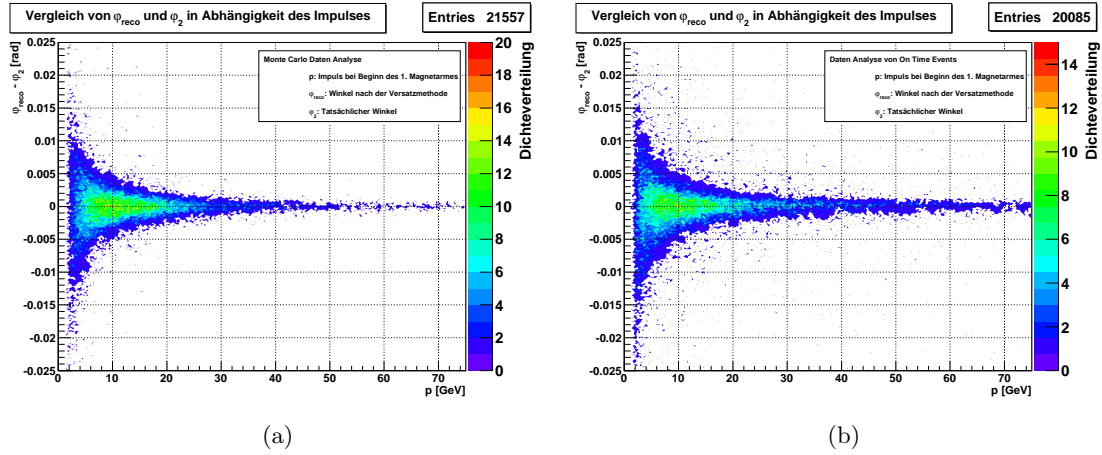 Vergleich von φreco und φ2 in Abhängigkeit des Impulses
Entries 21557
φreco - φ2 [rad]
0.025
0.02
0.015
0.01
0.005
0
-0.005
-0.01
-0.015
-0.02
-0.025
Monte Carlo Daten Analyse
p: Impuls bei Beginn des 1. Magnetarmes
φreco: Winkel nach der Versatzmethode
φ2: Tatsächlicher Winkel
0 10 20 30 40 50 60 70
p [GeV]
20
18
16
14
12
10
8
6
4
2
0
Dichteverteilung
(a)
Vergleich von φreco und φ2 in Abhängigkeit des Impulses
Entries 20085
φreco - φ2 [rad]
0.025
0.02
0.015
0.01
0.005
0
-0.005
-0.01
-0.015
-0.02
-0.025
Daten Analyse von On Time Events
p: Impuls bei Beginn des 1. Magnetarmes
φreco: Winkel nach der Versatzmethode
φ2: Tatsächlicher Winkel
0 10 20 30 40 50 60 70
p [GeV]
14
12
10
8
6
4
2
0
Dichteverteilung
(b)